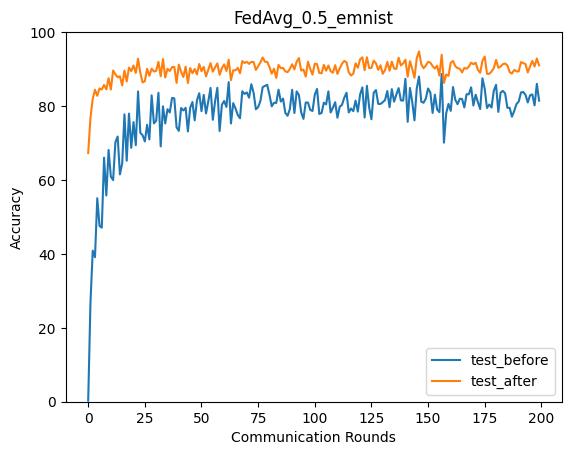 FedAvg_0.5_emnist
100
80
60
40
20
0
Accuracy
0 25 50 75 100 125 150 175 200
Communication Rounds
test_before
test_after